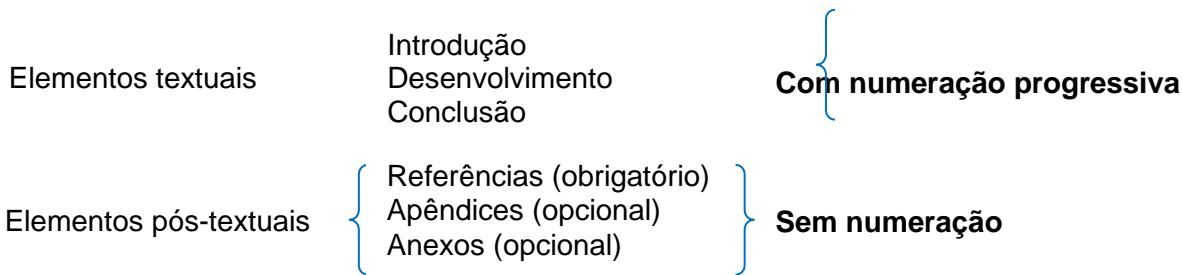 Introdução
Elementos textuais Desenvolvimento Com numeração progressiva
Conclusão
Referências (obrigatório)
Elementos pós-textuais Apêndices (opcional) Sem numeração
Anexos (opcional)